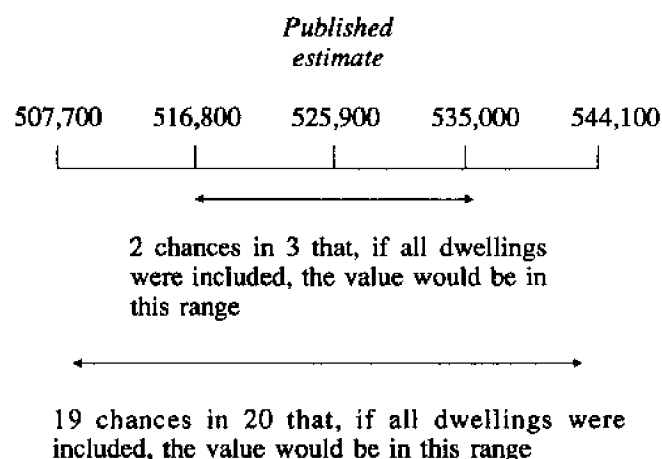 Published
estimate
507,700 516,800 525,900 535,000 544,100
2 chances in 3 that, if all dwellings
were included, the value would be in
this range
19 chances in 20 that, if all dwellings were
included, the value would be in this range